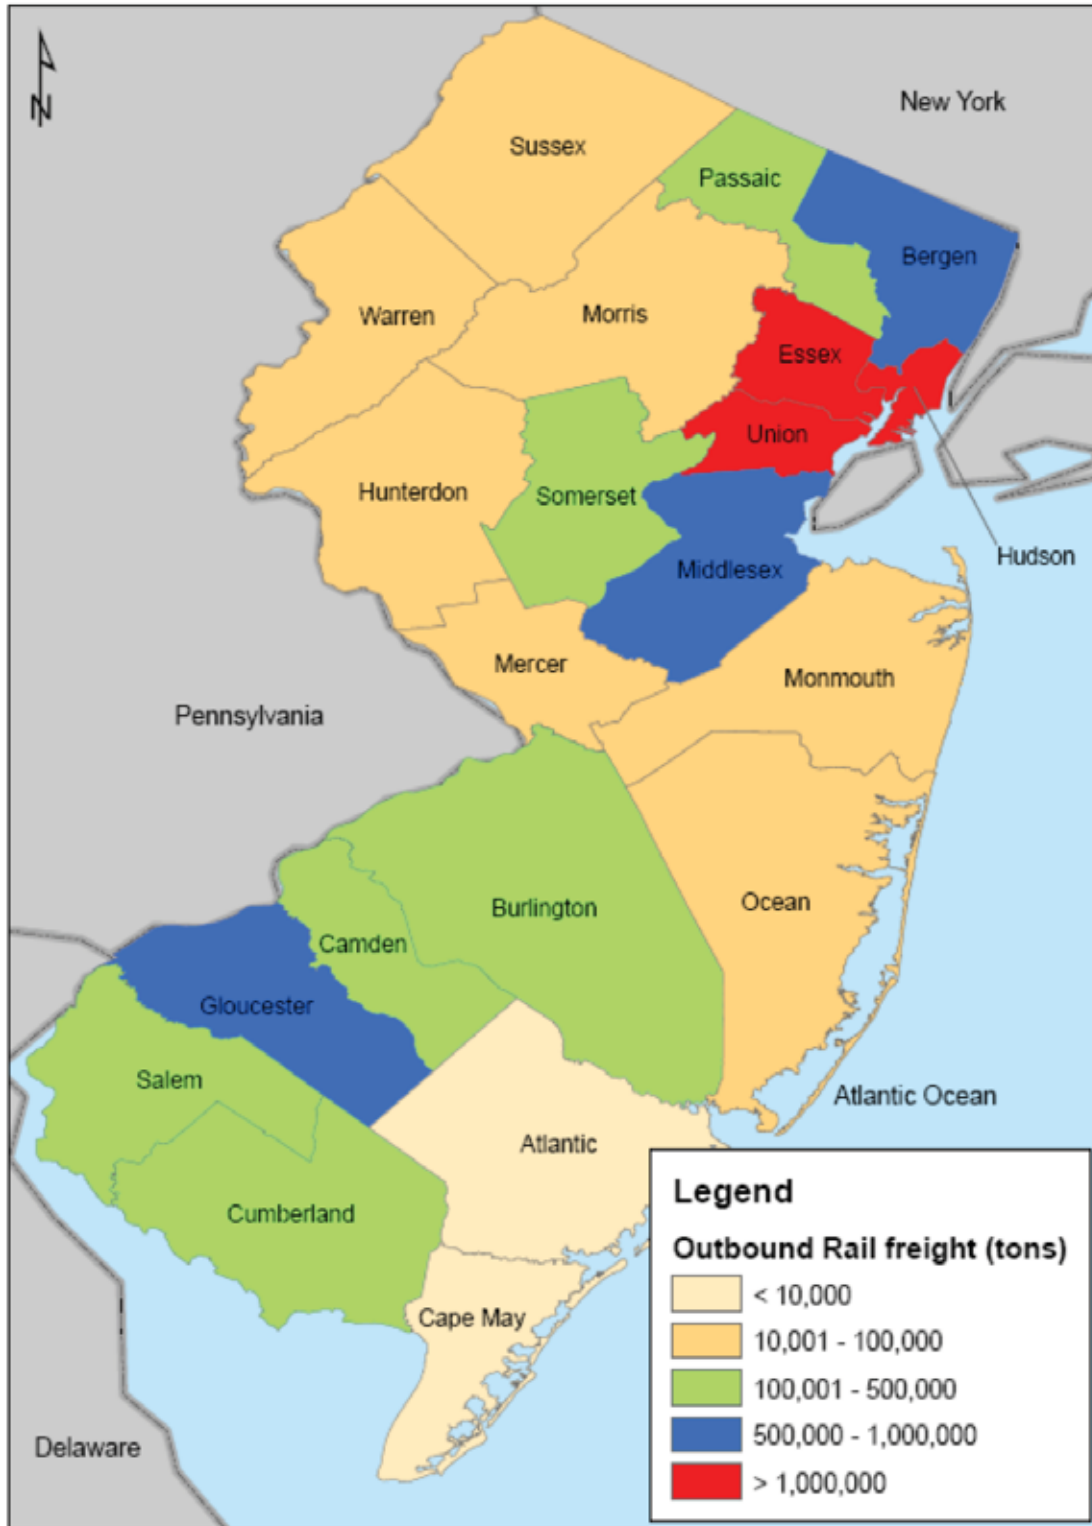 N
New York
Sussex
Passaic
Bergen
Warren
Morris
Essex
Union
Hunterdon
Somerset
Hudson
Middlesex
Mercer
Monmouth
Pennsylvania
Ocean
Burlington
Camden
Gloucester
Salem
Atlantic Ocean
Atlantic
Cumberland
Cape May
Delaware
Legend
Outbound Rail freight (tons)
< 10,000
10,001 - 100,000
100,001 - 500,000
500,000 - 1,000,000
> 1,000,000